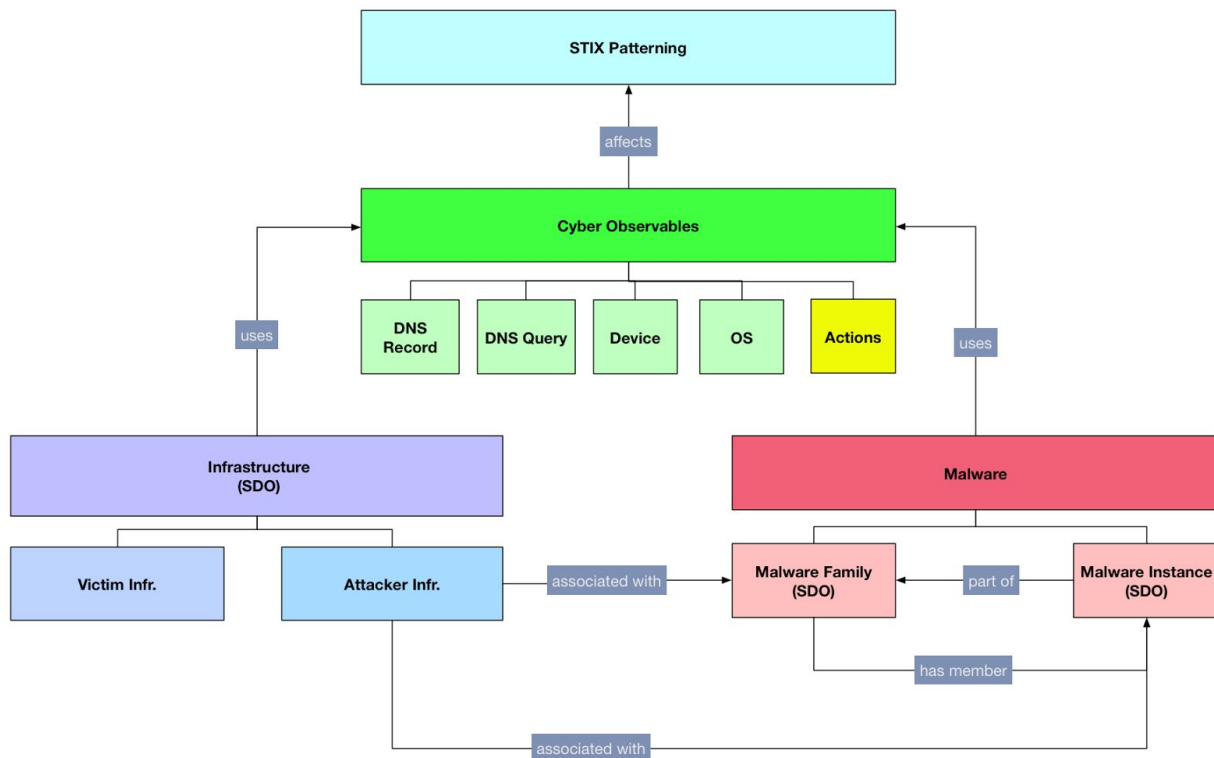 STIX Patterning
affects
Cyber Observables
DNS
Record
DNS Query
Device
OS
Actions
uses
uses
Infrastructure
(SDO)
Malware
Victim Infr.
Attacker Infr.
associated with
Malware Family
(SDO)
part of
Malware Instance
(SDO)
has member
associated with